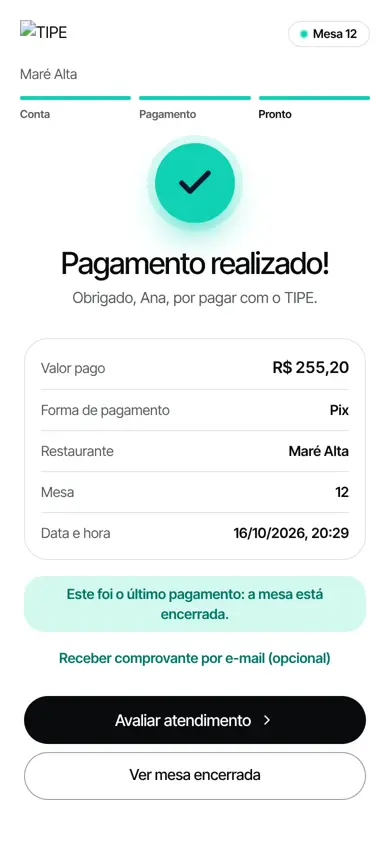 TIPE
Mesa 12
Maré Alta
Conta
Pagamento
Pronto
Pagamento realizado!
Obrigado, Ana, por pagar com o TIPE.
Valor pago
R$ 255,20
Forma de pagamento
Pix
Restaurante
Maré Alta
Mesa
12
Data e hora
16/10/2026, 20:29
Este foi o último pagamento: a mesa está
encerrada.
Receber comprovante por e-mail (opcional)
Avaliar atendimento
Ver mesa encerrada